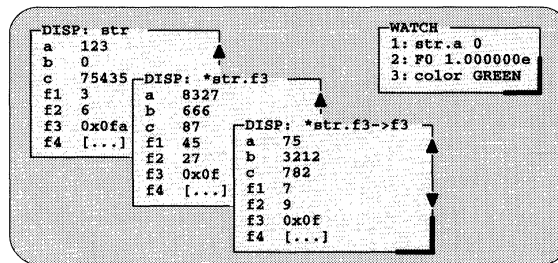 DISP: str
a 123
b 0
c 75435
f1 3
f2 6
f3 0x0fa
f4 [...]
DISP: *str.f3
a 8327
b 666
c 87
f1 45
f2 27
f3 0x0f
f4 [...]
DISP: *str.f3->f3
a 75
b 3212
c 782
f1 7
f2 9
f3 0x0f
f4 [...]
WATCH
1: str.a 0
2: F0 1.000000e
3: color GREEN